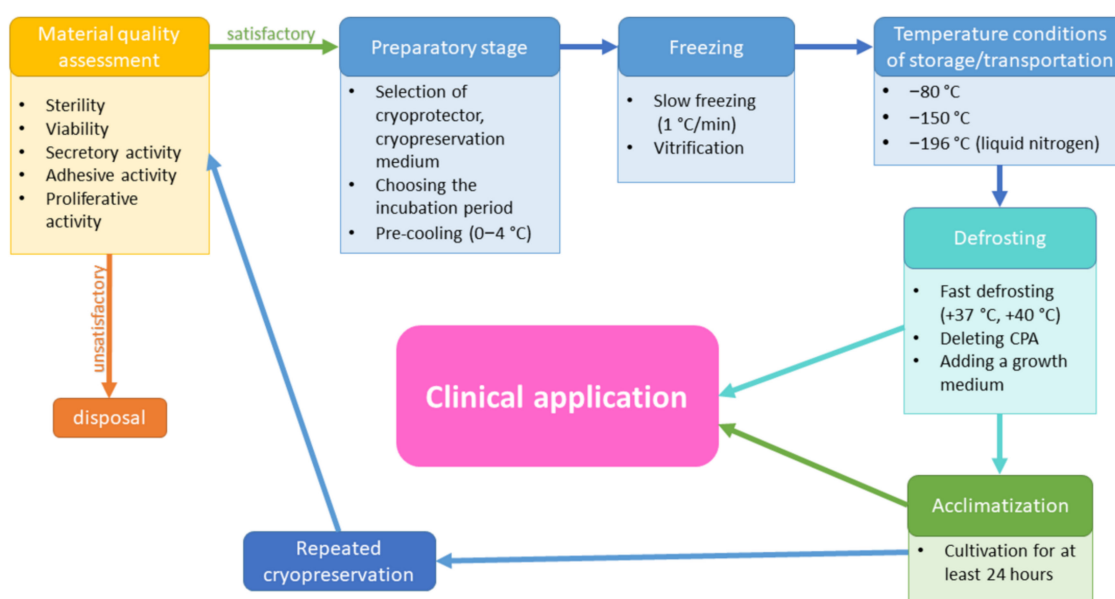 Material quality
assessment
• Sterility
• Viability
• Secretory activity
• Adhesive activity
• Proliferative
activity
satisfactory
unsatisfactory
disposal
Preparatory stage
• Selection of
cryoprotector,
cryopreservation
medium
• Choosing the
incubation period
• Pre-cooling (0–4 °C)
Freezing
• Slow freezing
(1 °C/min)
• Vitrification
Temperature conditions
of storage/transportation
• −80 °C
• −150 °C
• −196 °C (liquid nitrogen)
Defrosting
• Fast defrosting
(+37 °C, +40 °C)
• Deleting CPA
• Adding a growth
medium
Clinical application
Acclimatization
• Cultivation for at
least 24 hours
Repeated
cryopreservation